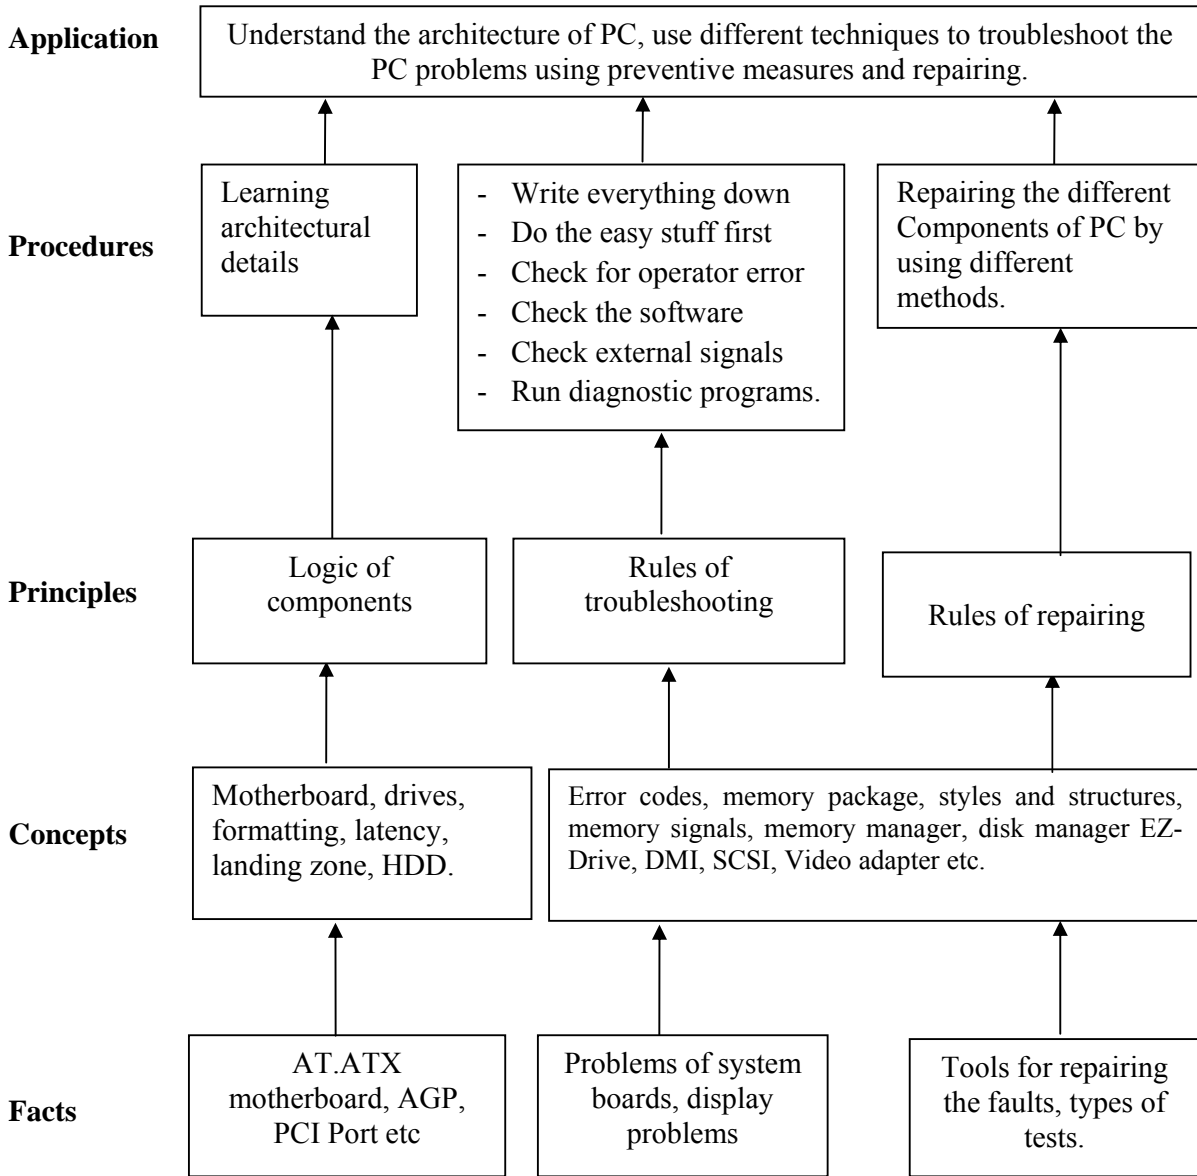 Application
Understand the architecture of PC, use different techniques to troubleshoot the
PC problems using preventive measures and repairing.
Procedures
Learning
architectural
details
- Write everything down
- Do the easy stuff first
- Check for operator error
- Check the software
- Check external signals
- Run diagnostic programs.
Repairing the different
Components of PC by
using different
methods.
Principles
Logic of
components
Rules of
troubleshooting
Rules of repairing
Concepts
Motherboard, drives,
formatting, latency,
landing zone, HDD.
Error codes, memory package, styles and structures,
memory signals, memory manager, disk manager EZ-
Drive, DMI, SCSI, Video adapter etc.
Facts
AT.ATX
motherboard, AGP,
PCI Port etc
Problems of system
boards, display
problems
Tools for repairing
the faults, types of
tests.